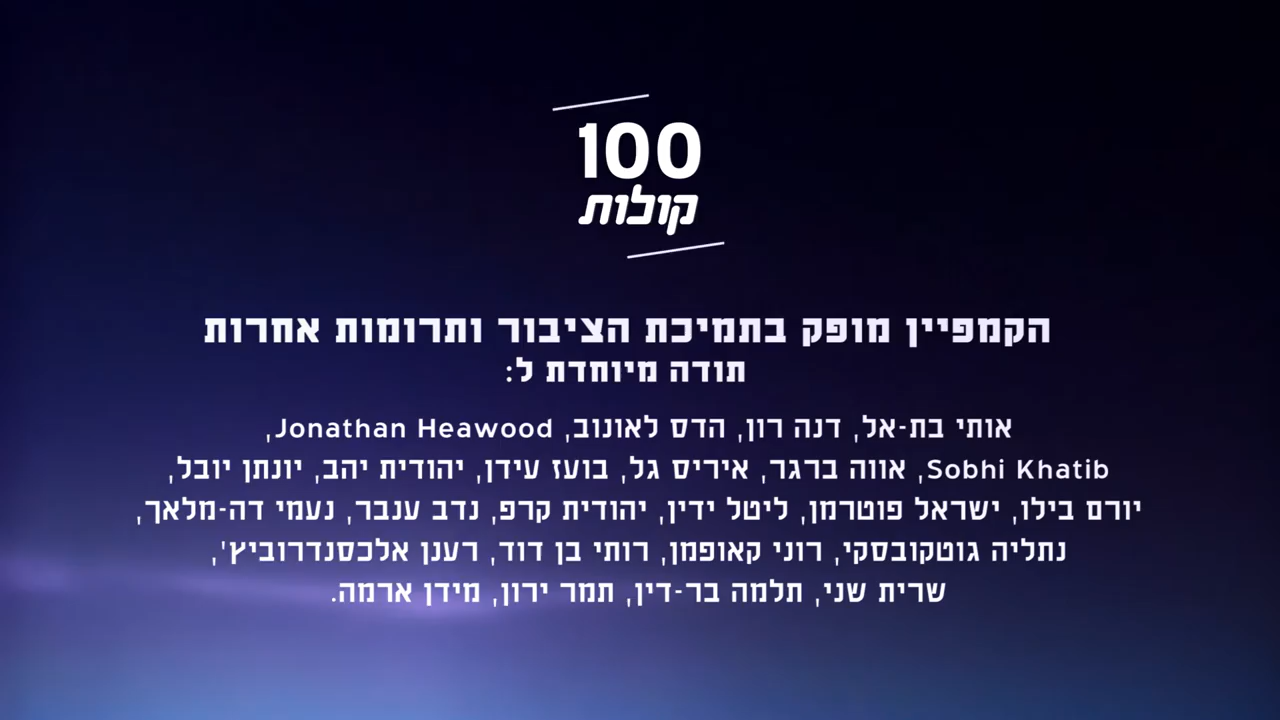 100
קולות
הקמפיין מופק בתמיכת הציבור ותרומות אחרות
תודה מיוחדת ל:
אותי בת-אל, דנה רון, הדס לאונוב, Jonathan Heawood,
Sobhi Khatib, אווה ברגר, איריס גל, בועז עידן, יהודית יהב, יונתן יובל,
יורם בילו, ישראל פוטרמן, ליטל ידין, יהודית קרפ, נדב ענבר, נעמי דה-מלאך,
נתליה גוטקובסקי, רוני קאופמן, רותי בן דוד, רענן אלכסנדרוביץ',
שרית שני, תלמה בר-דין, תמר ירון, מידן ארמה.